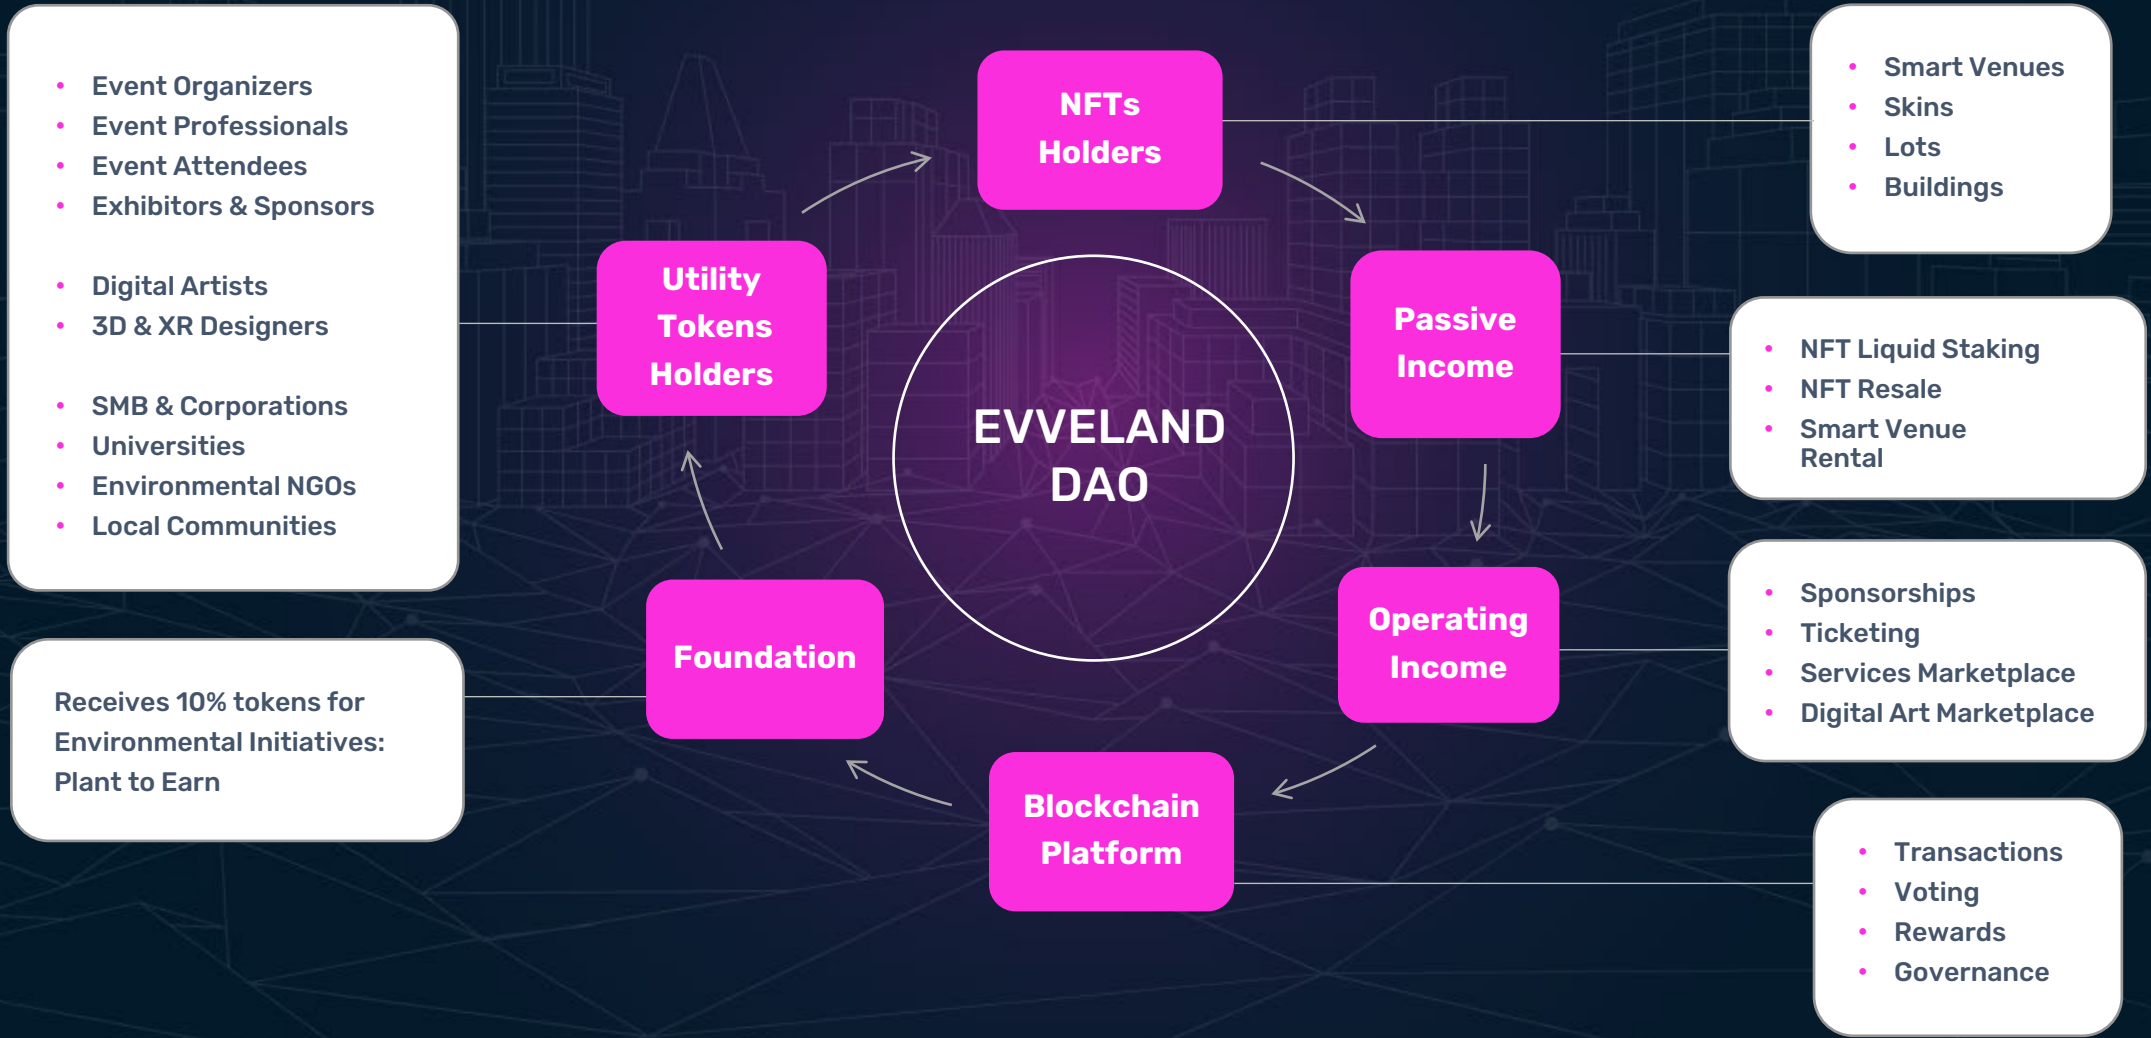 • Event Organizers
• Event Professionals
• Event Attendees
• Exhibitors & Sponsors
• Digital Artists
• 3D & XR Designers
• SMB & Corporations
• Universities
• Environmental NGOs
• Local Communities
Receives 10% tokens for
Environmental Initiatives:
Plant to Earn
Utility
Tokens
Holders
Foundation
NFTs
Holders
EVVELAND
DAO
Blockchain
Platform
Passive
Income
Operating
Income
• Smart Venues
• Skins
• Lots
• Buildings
• NFT Liquid Staking
• NFT Resale
• Smart Venue
Rental
• Sponsorships
• Ticketing
• Services Marketplace
• Digital Art Marketplace
• Transactions
• Voting
• Rewards
• Governance